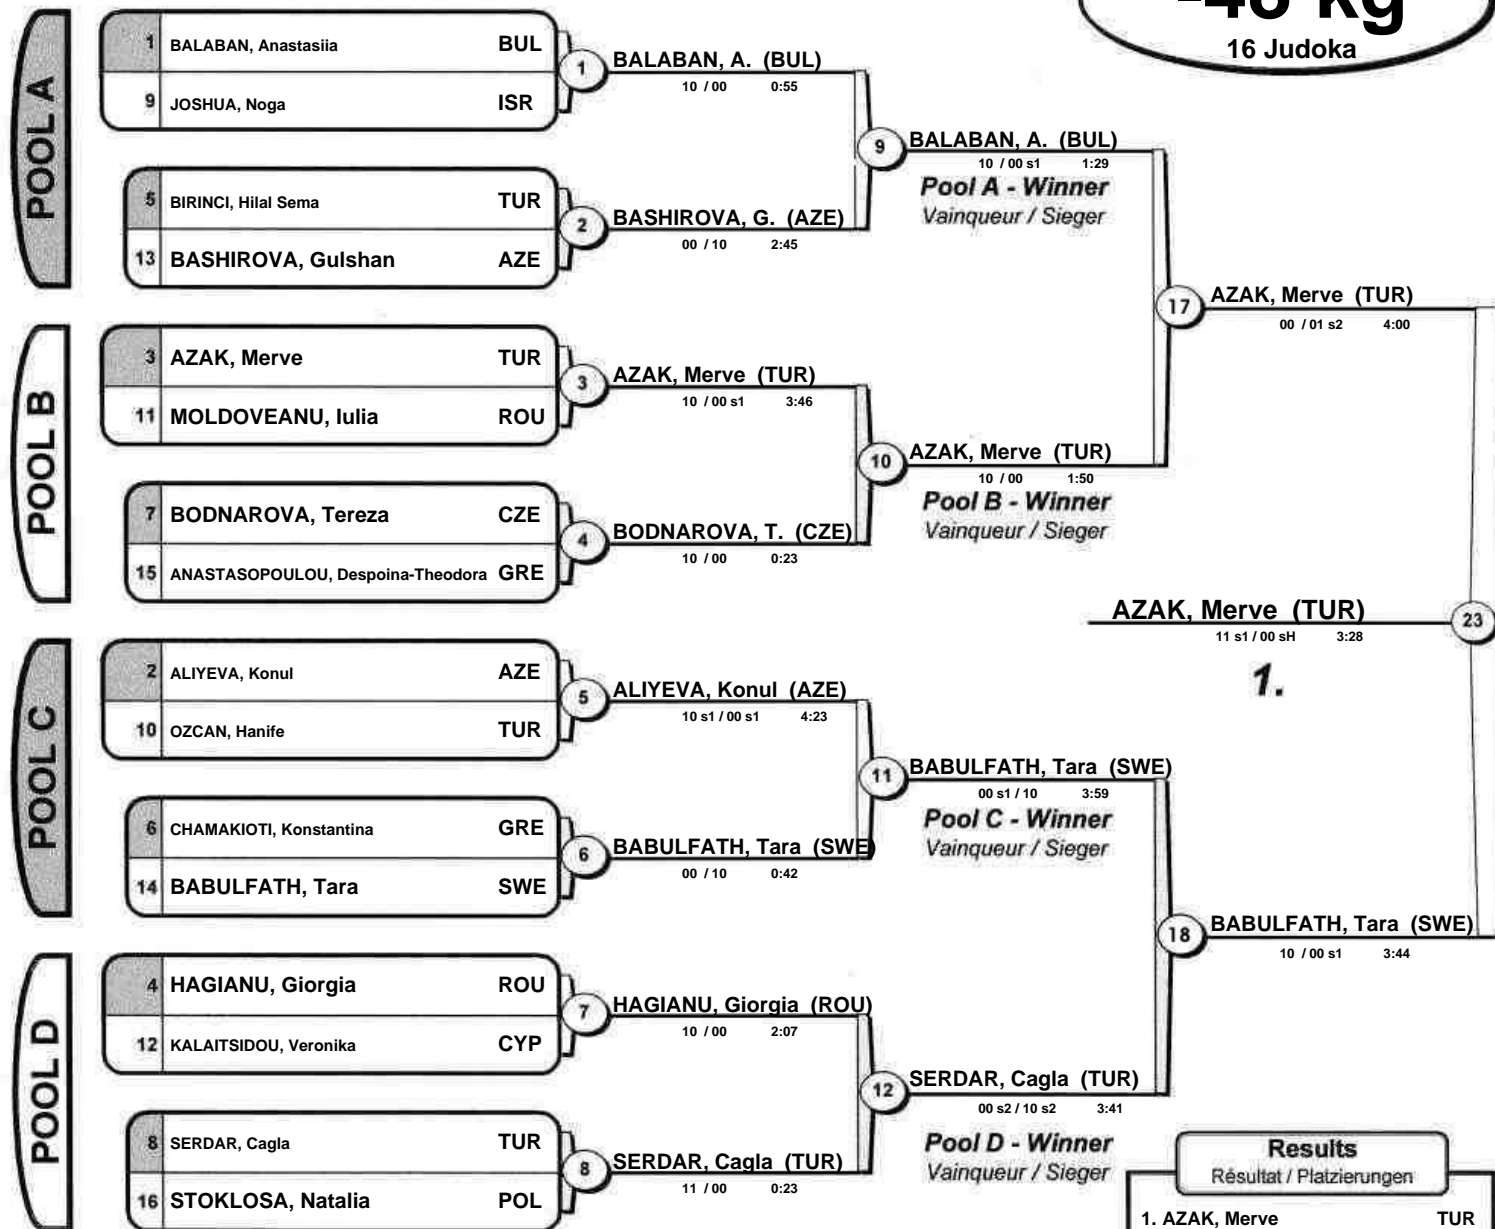 -48 kg
16 Judoka
POOL A
1 BALABAN, Anastasiia BUL
9 JOSHUA, Noga ISR
1
BALABAN, A. (BUL)
10 / 00 0:55
5 BIRINCI, Hilal Sema TUR
13 BASHIROVA, Gulshan AZE
2
BASHIROVA, G. (AZE)
00 / 10 2:45
9
BALABAN, A. (BUL)
10 / 00 s1 1:29
Pool A - Winner
Vainqueur / Sieger
POOL B
3 AZAK, Merve TUR
11 MOLDOVEANU, Iulia ROU
3
AZAK, Merve (TUR)
10 / 00 s1 3:46
7 BODNAROVA, Tereza CZE
15 ANASTASOPOULOU, Despoina-Theodora GRE
4
BODNAROVA, T. (CZE)
10 / 00 0:23
10
AZAK, Merve (TUR)
10 / 00 1:50
Pool B - Winner
Vainqueur / Sieger
17
AZAK, Merve (TUR)
00 / 01 s2 4:00
AZAK, Merve (TUR)
11 s1 / 00 sH 3:28
1.
23
POOL C
2 ALIYEVA, Konul AZE
10 OZCAN, Hanife TUR
5
ALIYEVA, Konul (AZE)
10 s1 / 00 s1 4:23
6 CHAMAKIOTI, Konstantina GRE
14 BABULFATH, Tara SWE
6
BABULFATH, Tara (SWE)
00 / 10 0:42
11
BABULFATH, Tara (SWE)
00 s1 / 10 3:59
Pool C - Winner
Vainqueur / Sieger
POOL D
4 HAGIANU, Giorgia ROU
12 KALAITSIDOU, Veronika CYP
7
HAGIANU, Giorgia (ROU)
10 / 00 2:07
8 SERDAR, Cagla TUR
16 STOKLOSA, Natalia POL
8
SERDAR, Cagla (TUR)
11 / 00 0:23
12
SERDAR, Cagla (TUR)
00 s2 / 10 s2 3:41
Pool D - Winner
Vainqueur / Sieger
18
BABULFATH, Tara (SWE)
10 / 00 s1 3:44
Results
Résultat / Platzierungen
1. AZAK, Merve TUR